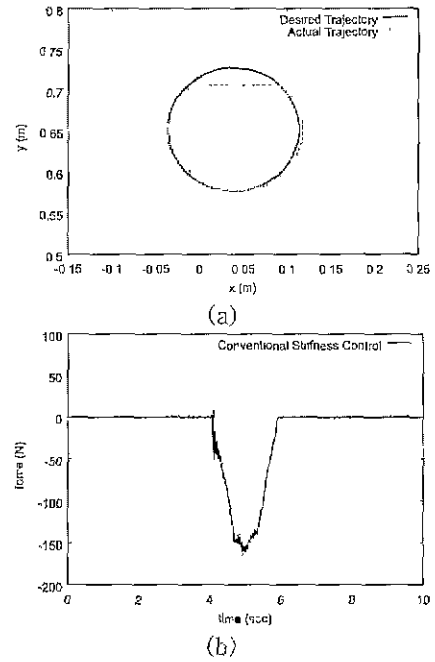 0.8
0.75
0.7
0.65
0.6
0.55
0.5
y (m)
Desired Trajectory
Actual Trajectory
-0.15 -0.1 -0.05 0 0.05 0.1 0.15 0.2 0.25
x (m)
(a)
100
50
0
-50
-100
-150
-200
force (N)
Conventional Stiffness Control
0 2 4 6 8 10
time (sec)
(b)